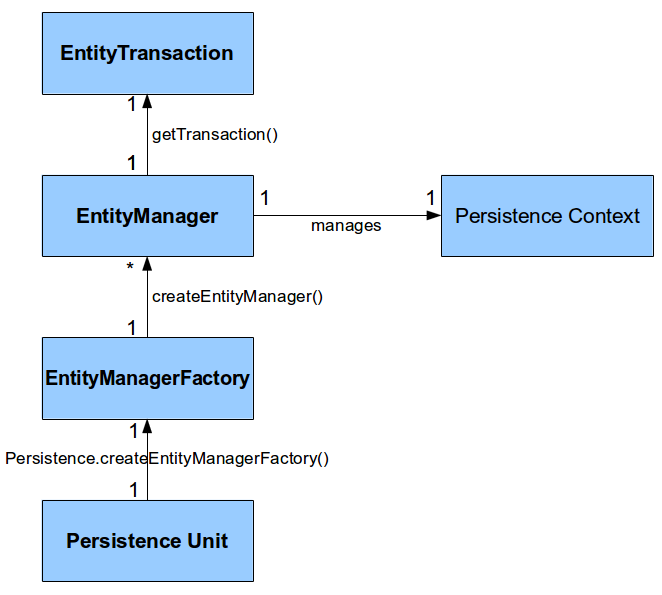 EntityTransaction
1
getTransaction()
1
EntityManager
1
manages
1
Persistence Context
*
createEntityManager()
1
EntityManagerFactory
1
Persistence.createEntityManagerFactory()
1
Persistence Unit